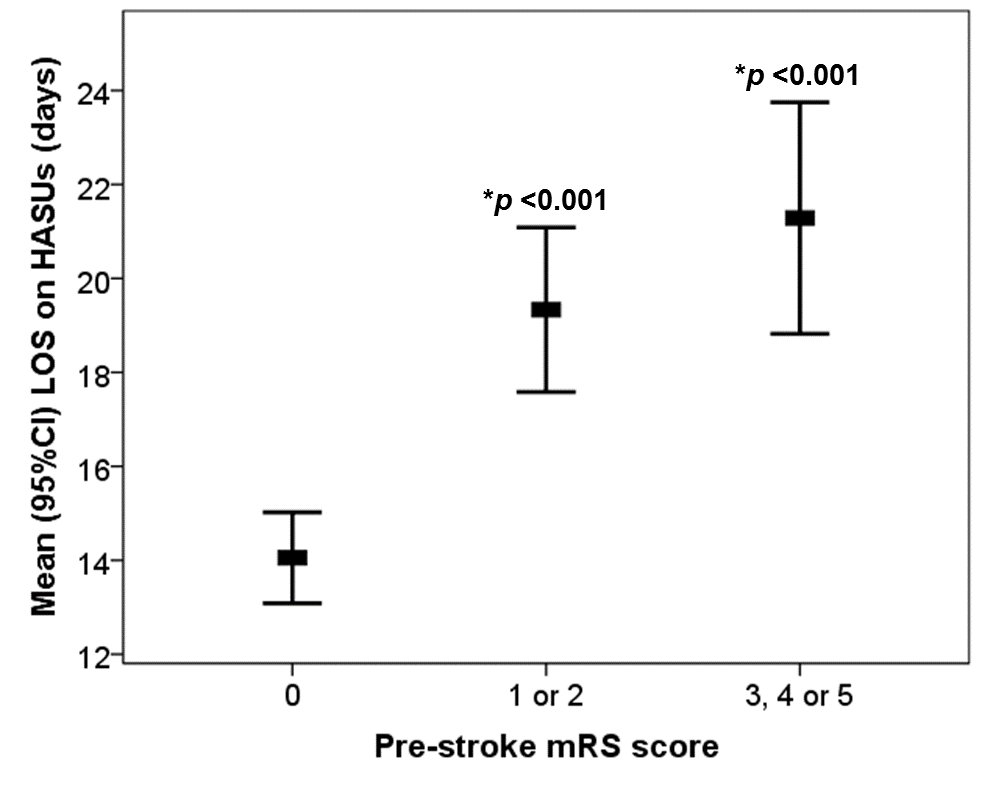 *p <0.001
*p <0.001
24
22
20
18
16
14
12
Mean (95%CI) LOS on HASUs (days)
0
1 or 2
3, 4 or 5
Pre-stroke mRS score